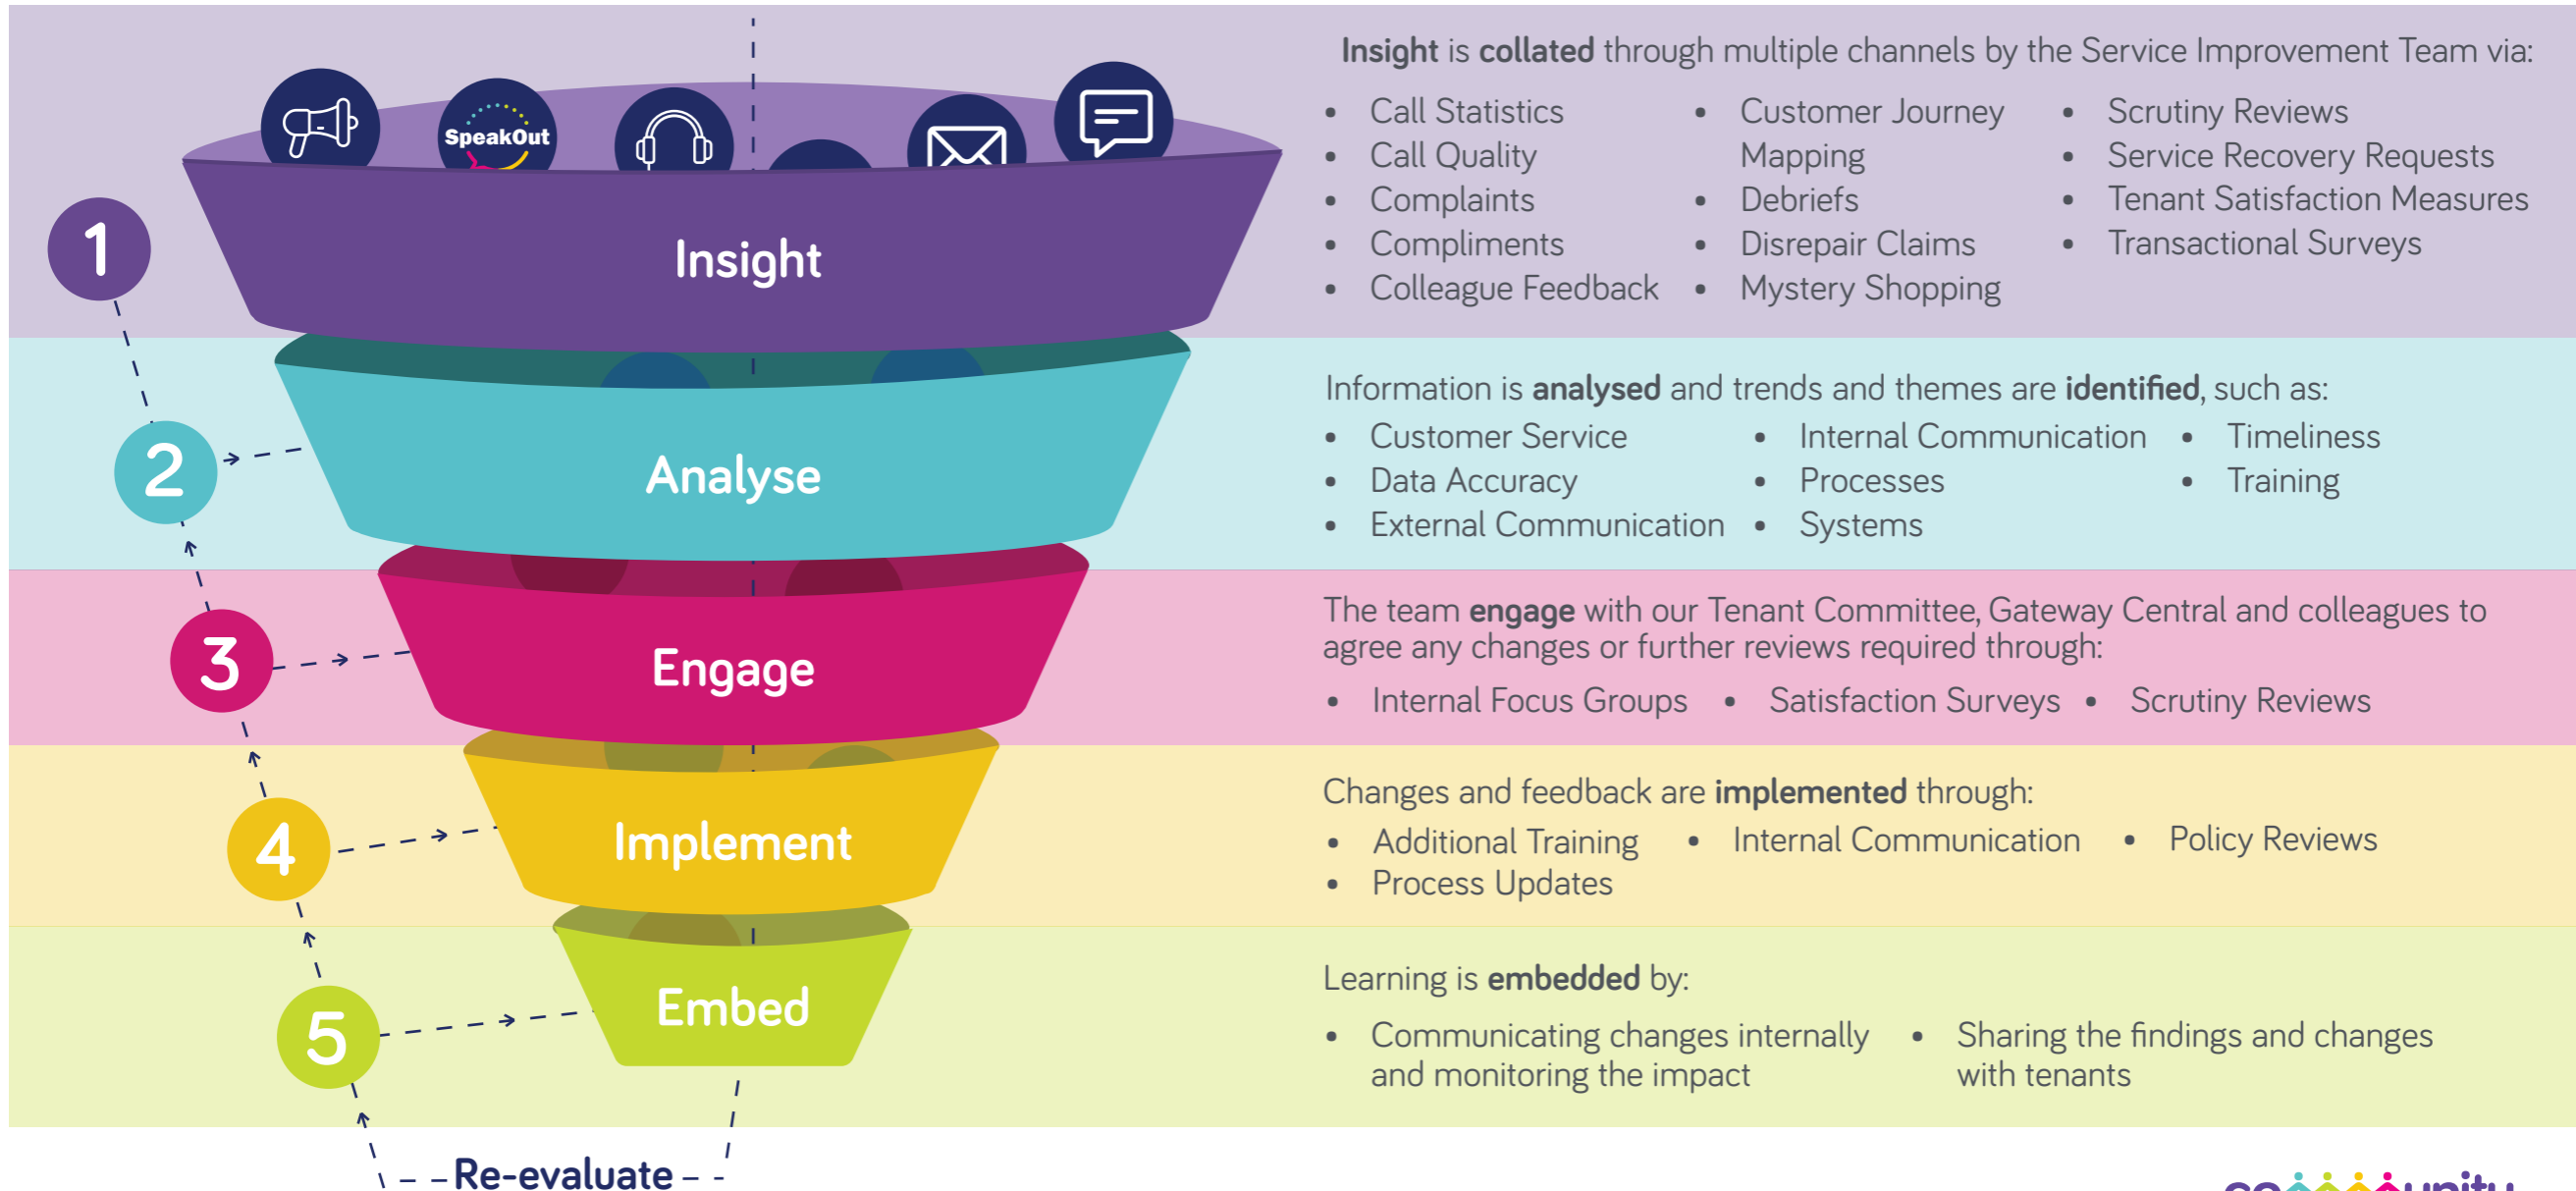 Insight is collated through multiple channels by the Service Improvement Team via:
• Call Statistics
• Call Quality
• Complaints
• Compliments
• Colleague Feedback
• Customer Journey
Mapping
• Debriefs
• Disrepair Claims
• Mystery Shopping
• Scrutiny Reviews
• Service Recovery Requests
• Tenant Satisfaction Measures
• Transactional Surveys
SpeakOut
1
Insight
Information is analysed and trends and themes are identified, such as:
• Customer Service
• Data Accuracy
• External Communication
• Internal Communication
• Processes
• Systems
• Timeliness
• Training
2
Analyse
The team engage with our Tenant Committee, Gateway Central and colleagues to
agree any changes or further reviews required through:
• Internal Focus Groups
• Satisfaction Surveys
• Scrutiny Reviews
3
Engage
Changes and feedback are implemented through:
• Additional Training
• Process Updates
• Internal Communication
• Policy Reviews
4
Implement
Learning is embedded by:
• Communicating changes internally
and monitoring the impact
• Sharing the findings and changes
with tenants
5
Embed
Re-evaluate